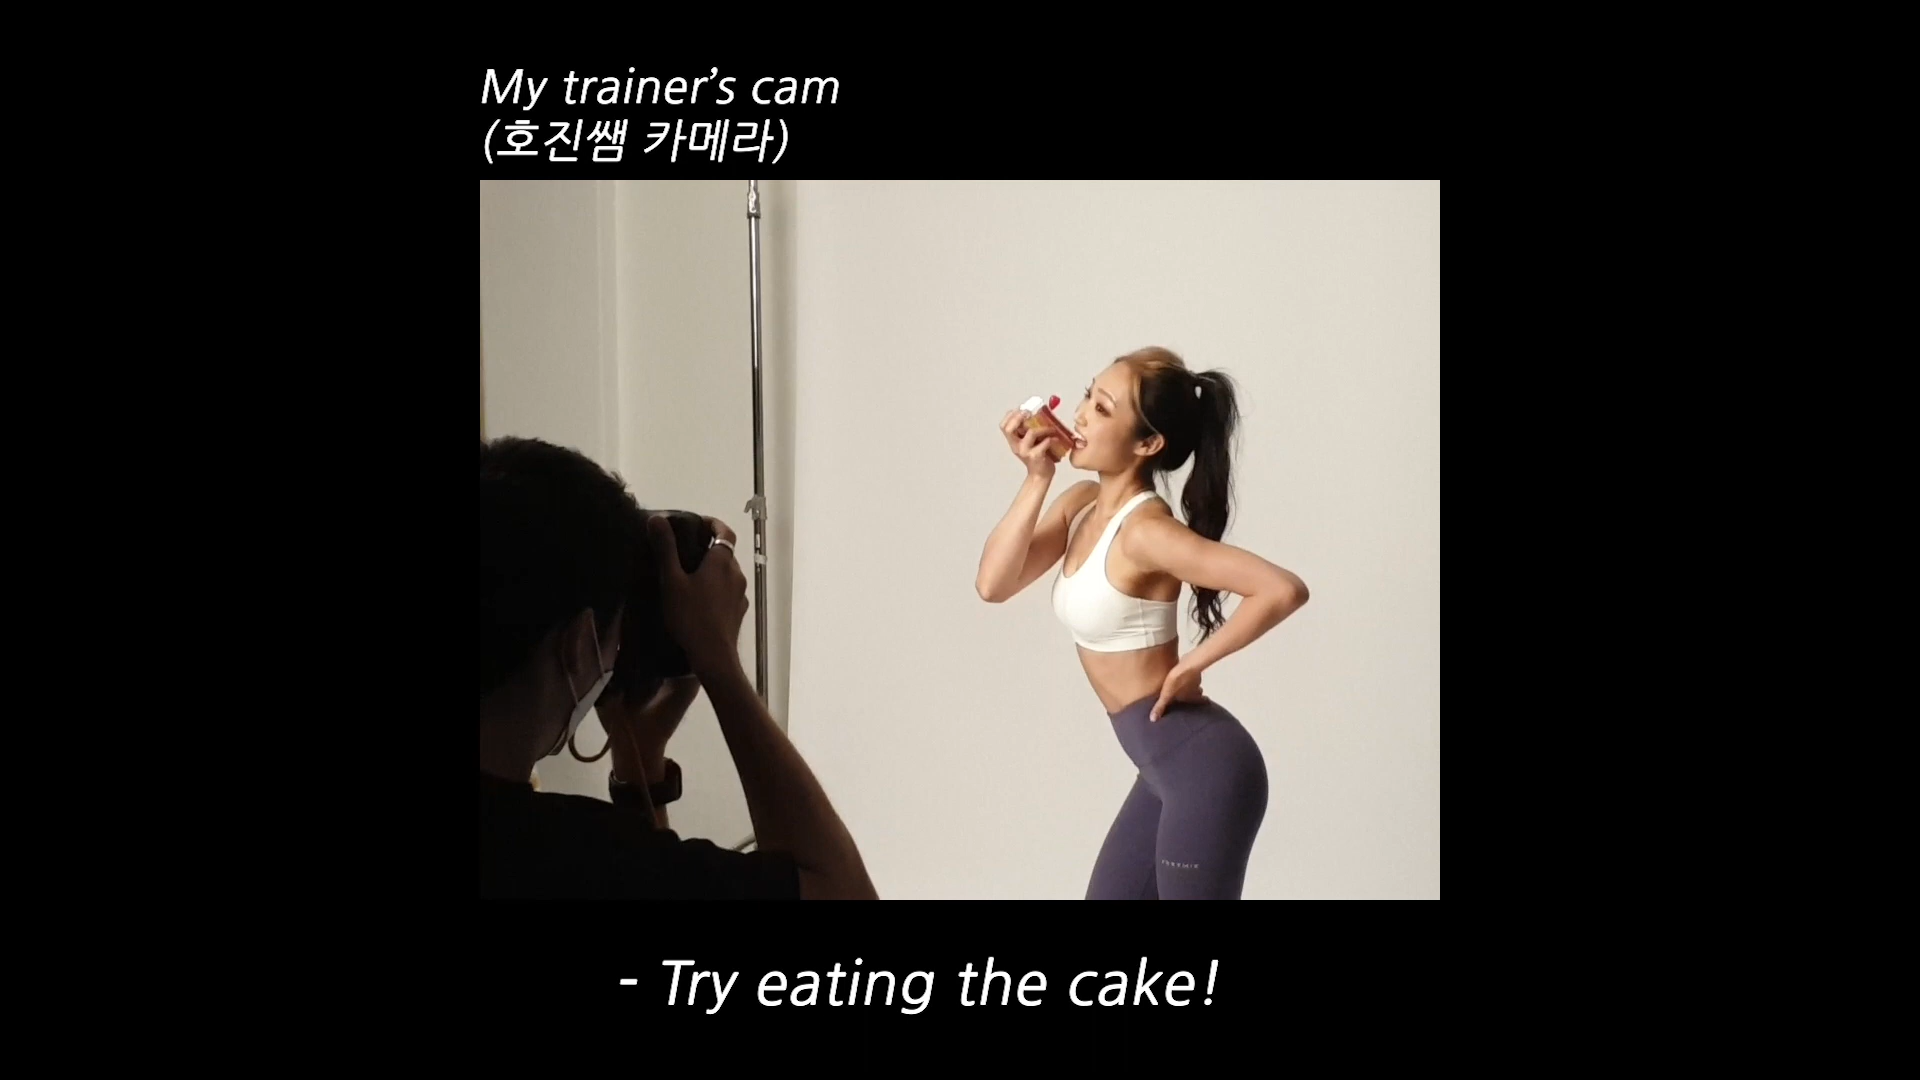 My trainer's cam
(호진쌤 카메라)
- Try eating the cake!